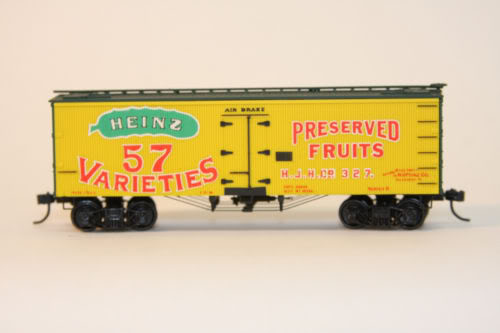 AIR BRAKE
HEINZ
57
VARIETIES
PRESERVED
FRUITS
H.J.H.CO. 327.